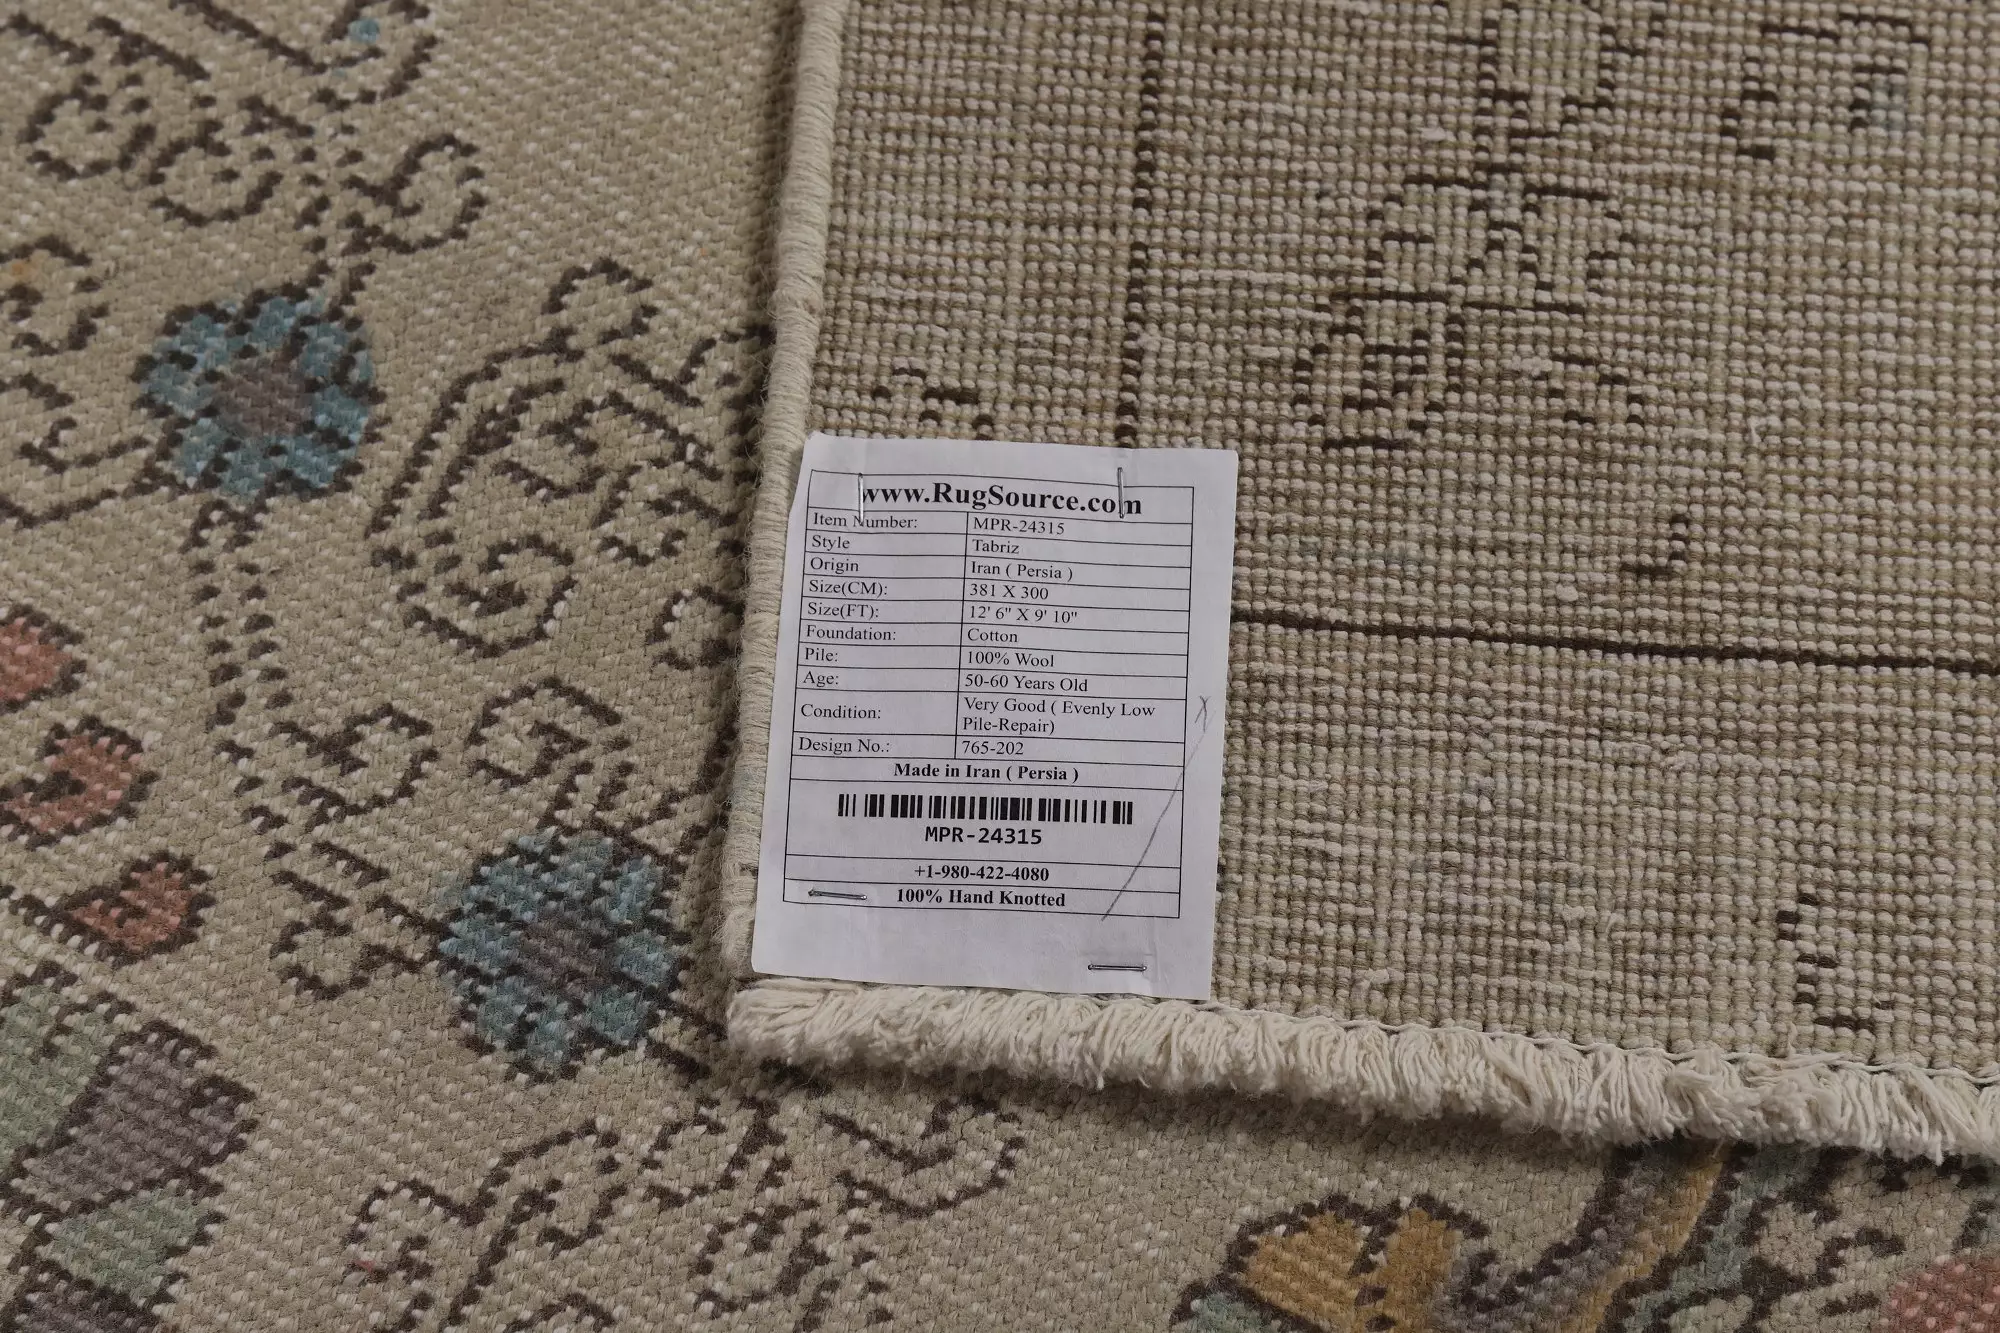 www.RugSource.com
Item Number: MPR-24315
Style Tabriz
Origin Iran ( Persia )
Size(CM): 381 X 300
Size(FT): 12' 6" X 9' 10"
Foundation: Cotton
Pile: 100% Wool
Age: 50-60 Years Old
Condition: Very Good ( Evenly Low
Pile-Repair)
Design No.: 765-202
Made in Iran ( Persia )
MPR-24315
+1-980-422-4080
100% Hand Knotted